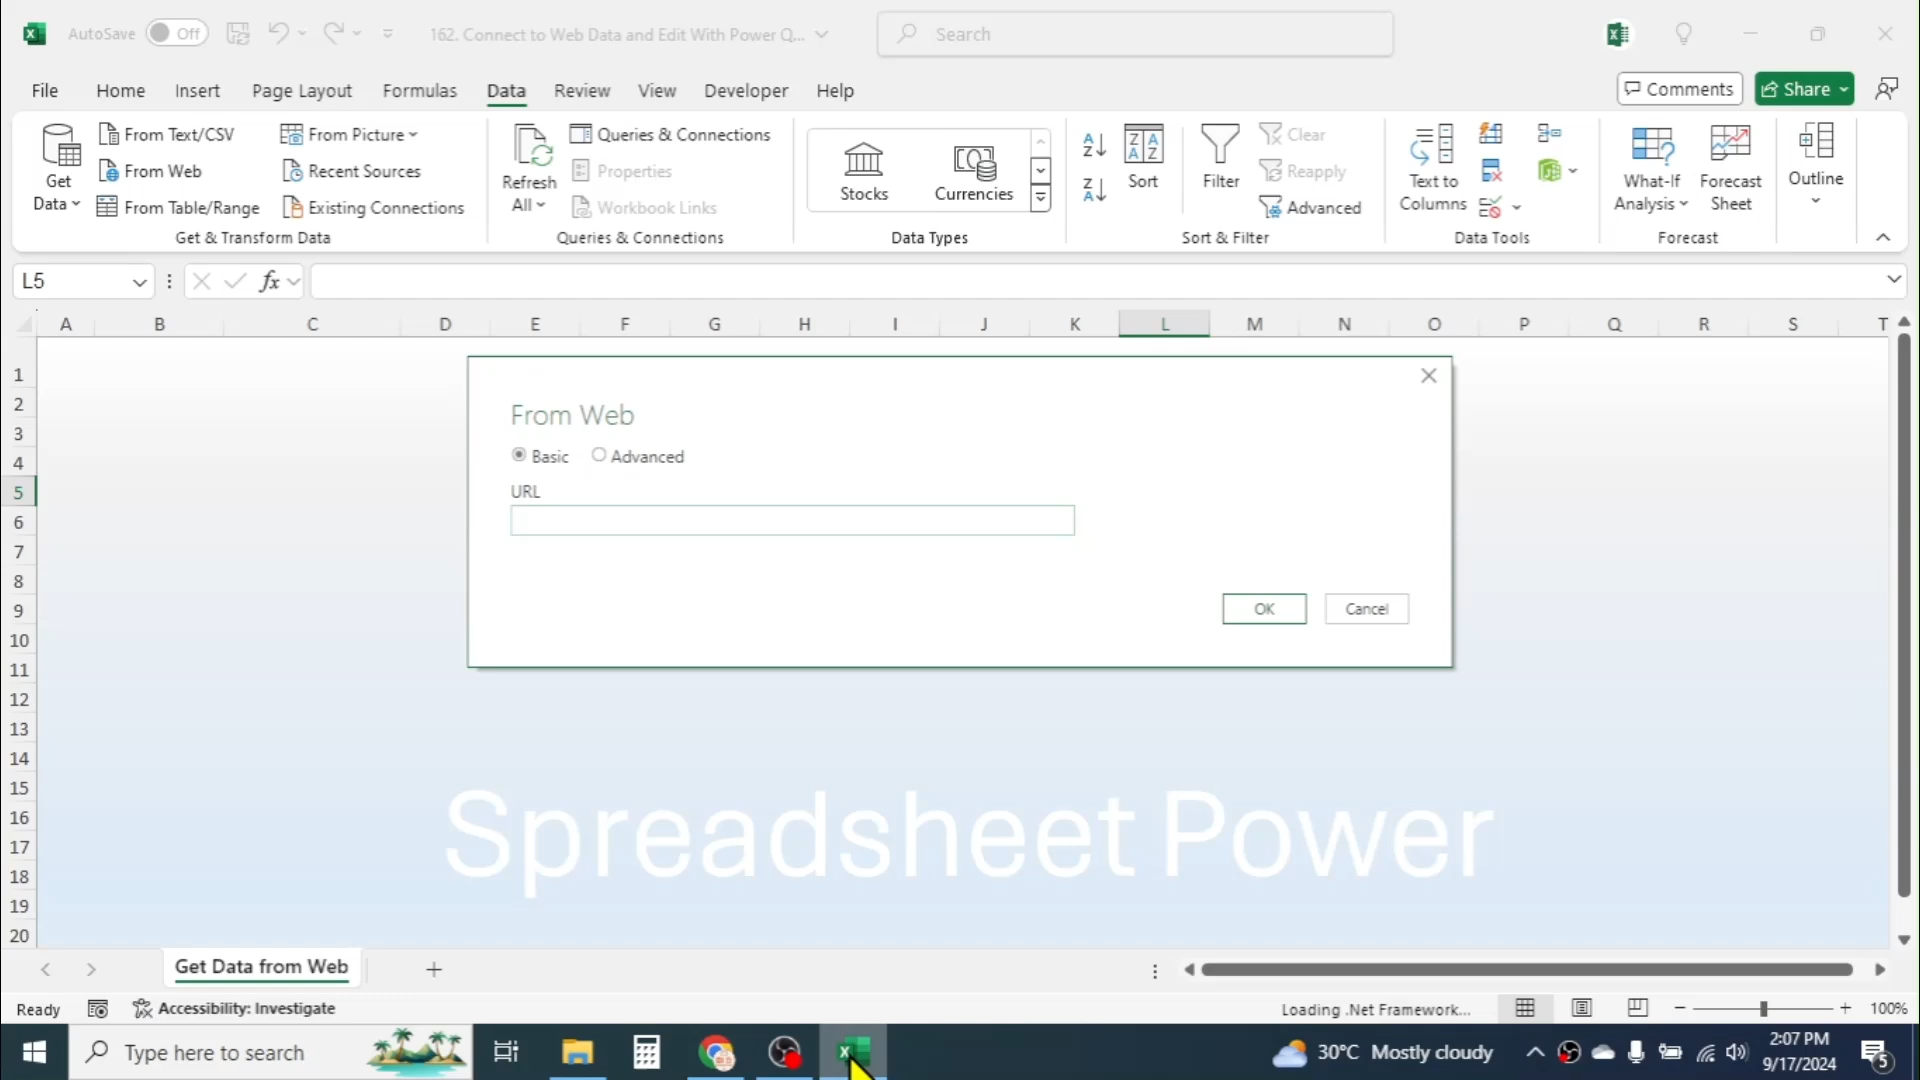 AutoSave Off 162. Connect to Web Data and Edit With Power Q... Search
File Home Insert Page Layout Formulas Data Review View Developer Help Comments Share
Get Data
From Text/CSV
From Web
From Table/Range
From Picture
Recent Sources
Existing Connections
Get & Transform Data
Refresh All
Queries & Connections
Properties
Workbook Links
Queries & Connections
Stocks Currencies
Data Types
Sort
Filter
Clear
Reapply
Advanced
Sort & Filter
Text to Columns
Data Tools
What-If Analysis
Forecast Sheet
Forecast
Outline
L5 fx
A B C D E F G H I J K L M N O P Q R S T
1
2
3
4
5
6
7
8
9
10
11
12
13
14
15
16
17
18
19
20
From Web
Basic Advanced
URL
OK Cancel
Spreadsheet Power
Get Data from Web
Ready Accessibility: Investigate Loading .Net Framework... 100%
Type here to search 30°C Mostly cloudy 2:07 PM
9/17/2024 5